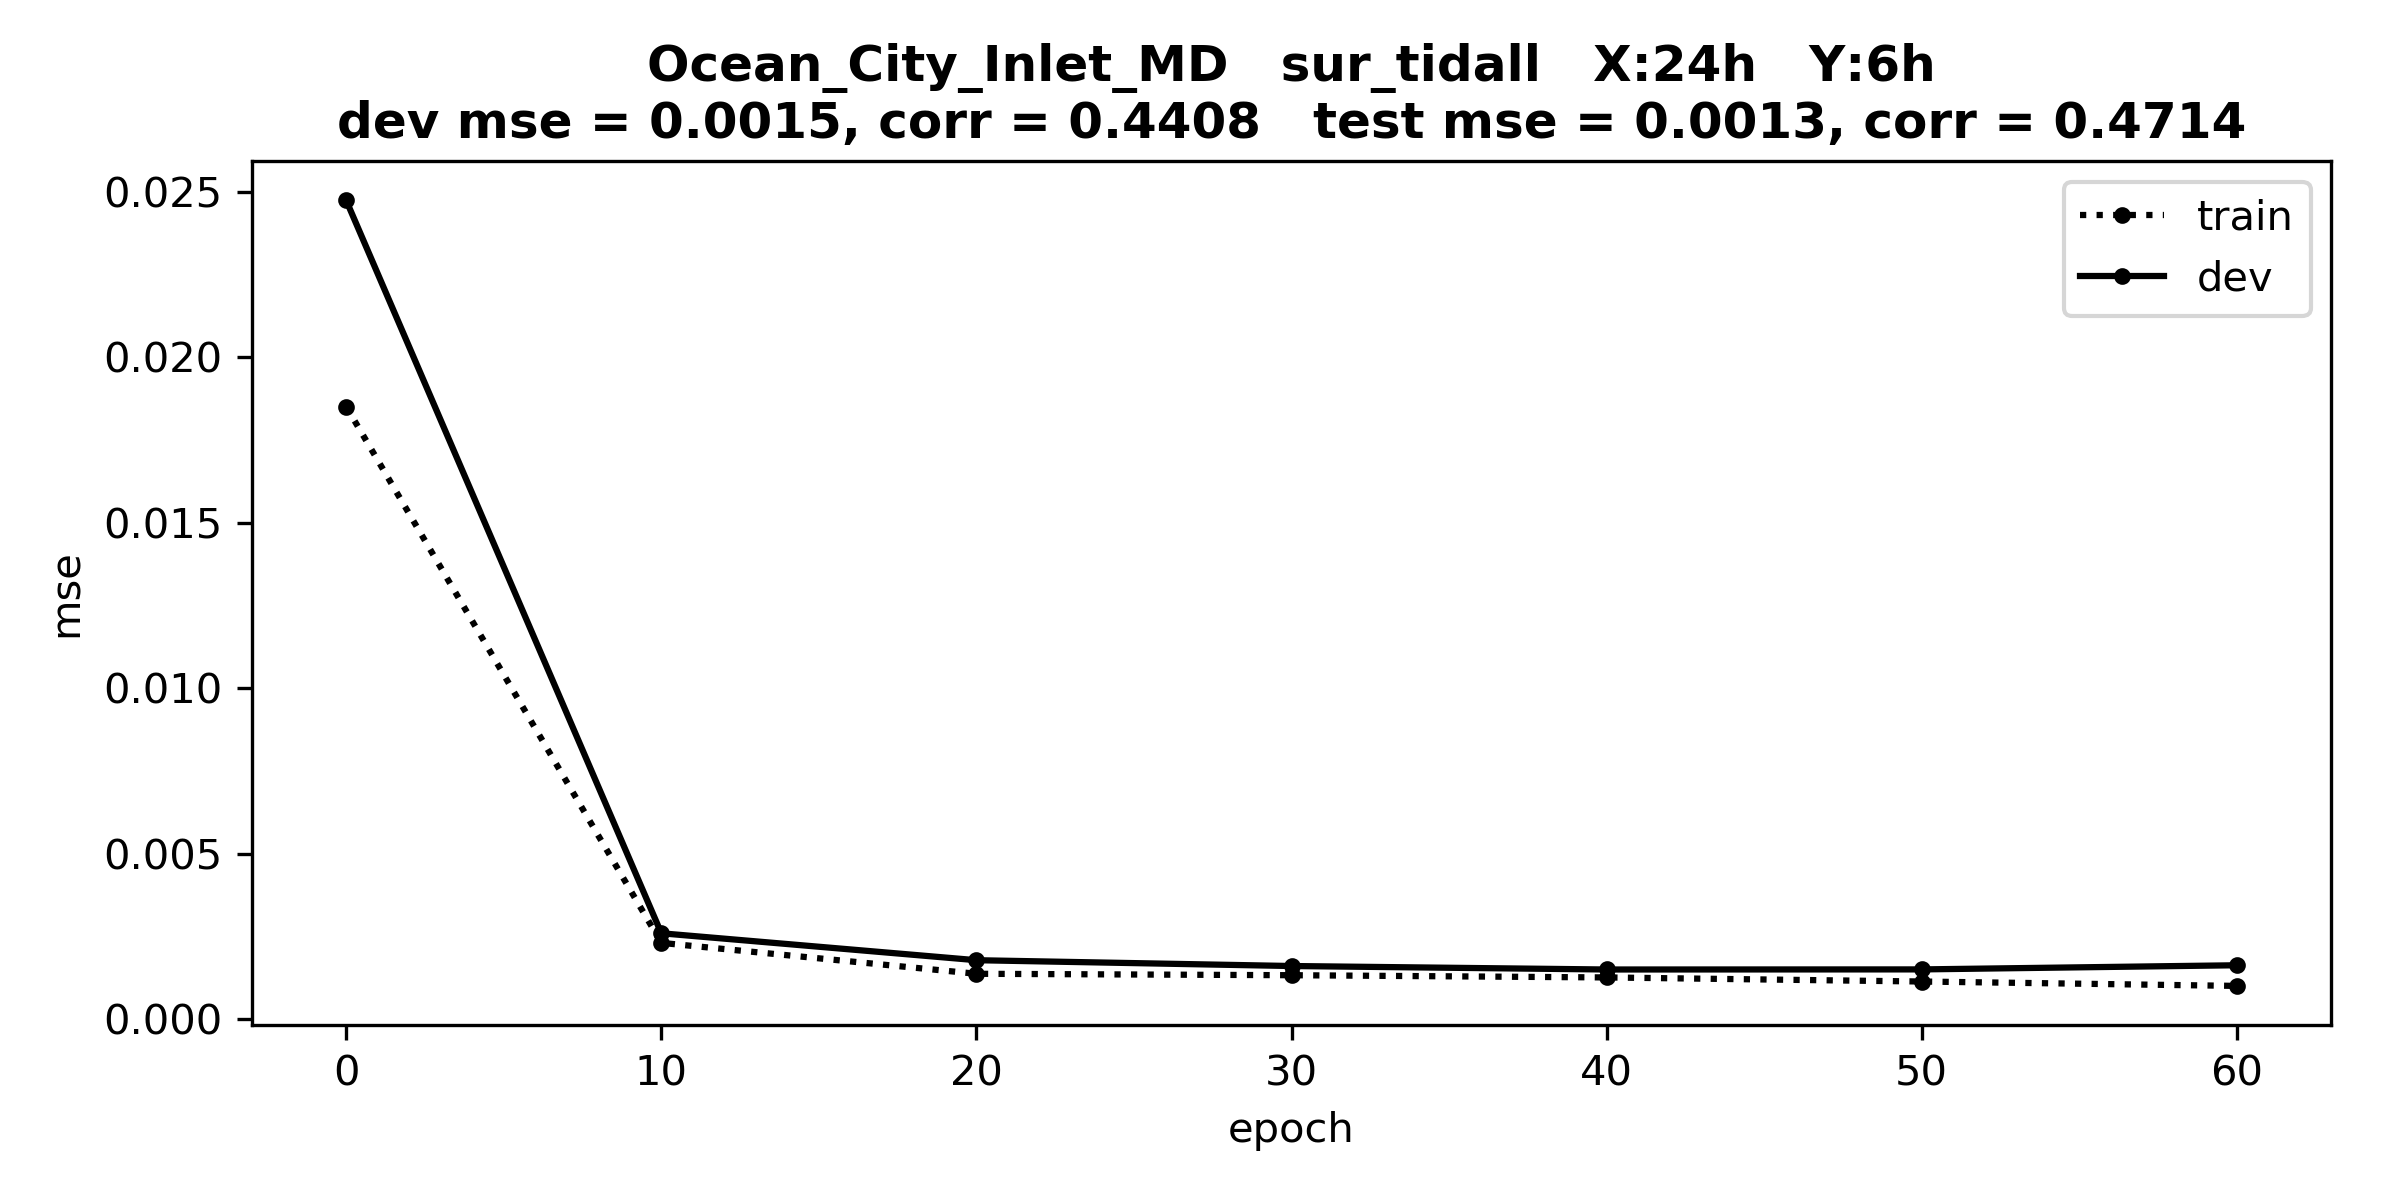 Ocean_City_Inlet_MD sur_tidall X:24h Y:6h
dev mse = 0.0015, corr = 0.4408 test mse = 0.0013, corr = 0.4714
train
dev
mse
0.025
0.020
0.015
0.010
0.005
0.000
0 10 20 30 40 50 60
epoch